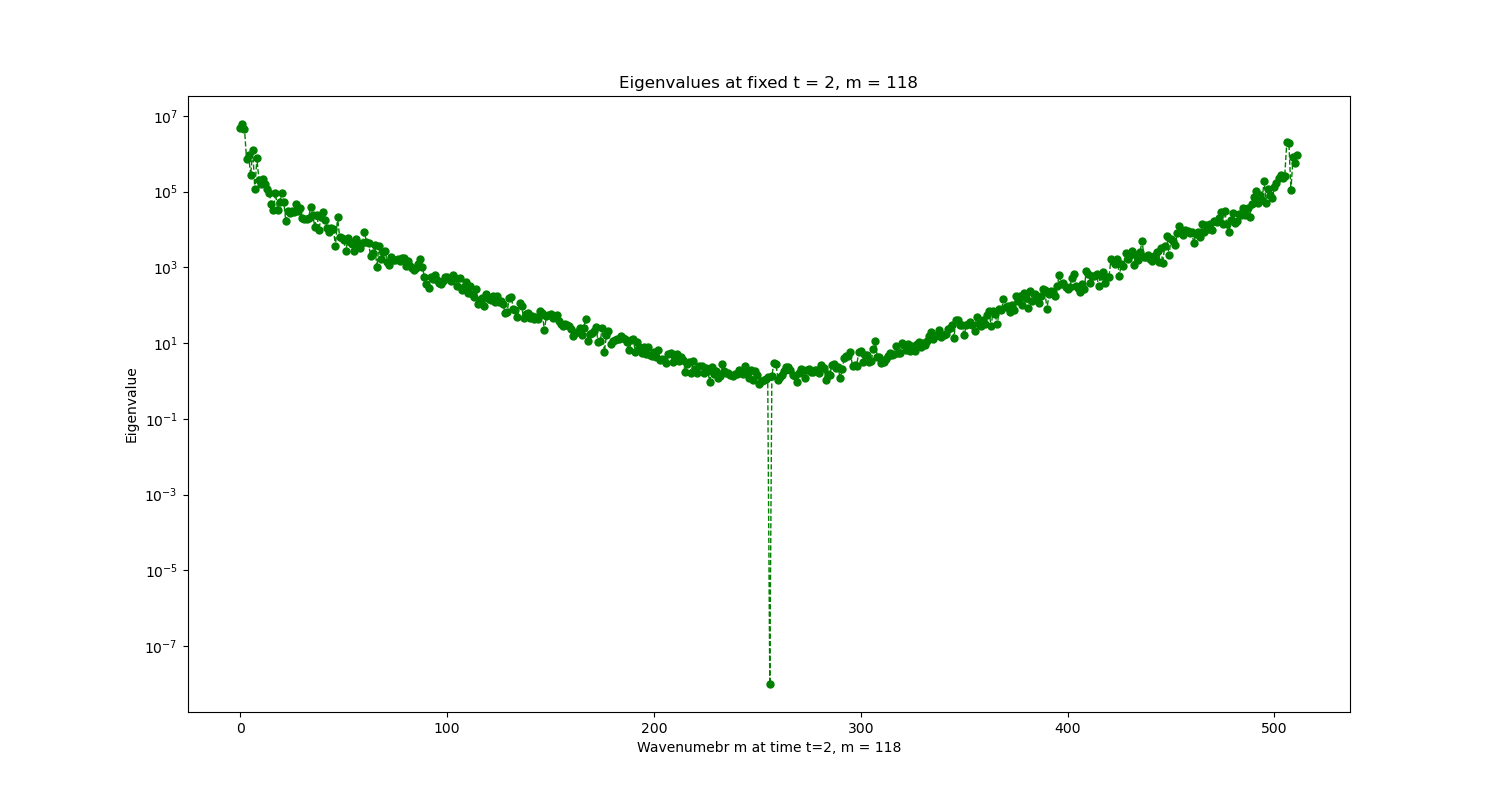 Eigenvalues at fixed t = 2, m = 118
10^7
10^5
10^3
10^1
10^-1
10^-3
10^-5
10^-7
Eigenvalue
0 100 200 300 400 500
Wavenumebr m at time t=2, m = 118